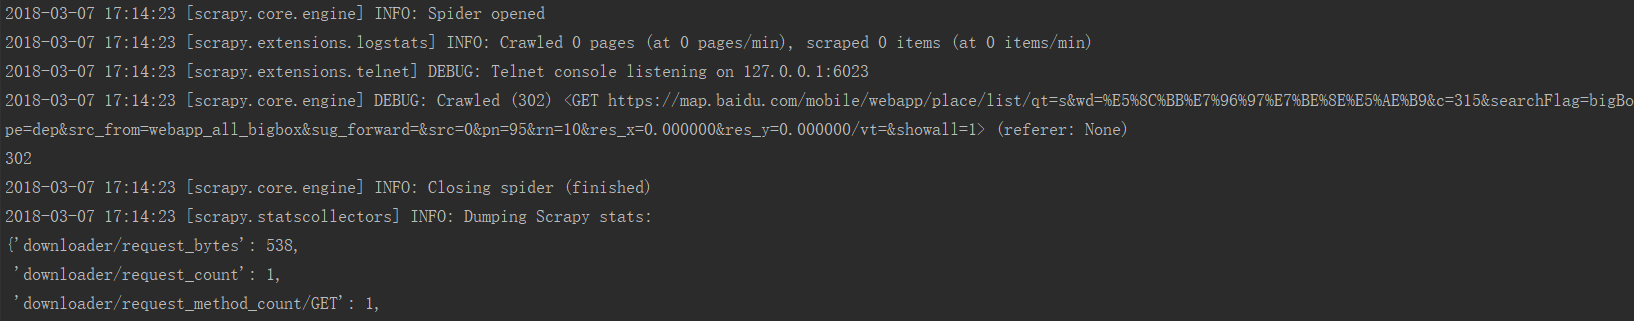 2018-03-07 17:14:23 [scrapy.core.engine] INFO: Spider opened
2018-03-07 17:14:23 [scrapy.extensions.logstats] INFO: Crawled 0 pages (at 0 pages/min), scraped 0 items (at 0 items/min)
2018-03-07 17:14:23 [scrapy.extensions.telnet] DEBUG: Telnet console listening on 127.0.0.1:6023
2018-03-07 17:14:23 [scrapy.core.engine] DEBUG: Crawled (302) <GET https://map.baidu.com/mobile/webapp/place/list/qt=s&wd=%E5%8C%BB%E7%96%97%E7%BE%8E%E5%AE%B9&c=315&searchFlag=bigBo
pe=dep&src_from=webapp_all_bigbox&sug_forward=&src=0&pn=95&rn=10&res_x=0.000000&res_y=0.000000/vt=&showall=1> (referer: None)
302
2018-03-07 17:14:23 [scrapy.core.engine] INFO: Closing spider (finished)
2018-03-07 17:14:23 [scrapy.statscollectors] INFO: Dumping Scrapy stats:
{'downloader/request_bytes': 538,
'downloader/request_count': 1,
'downloader/request_method_count/GET': 1,